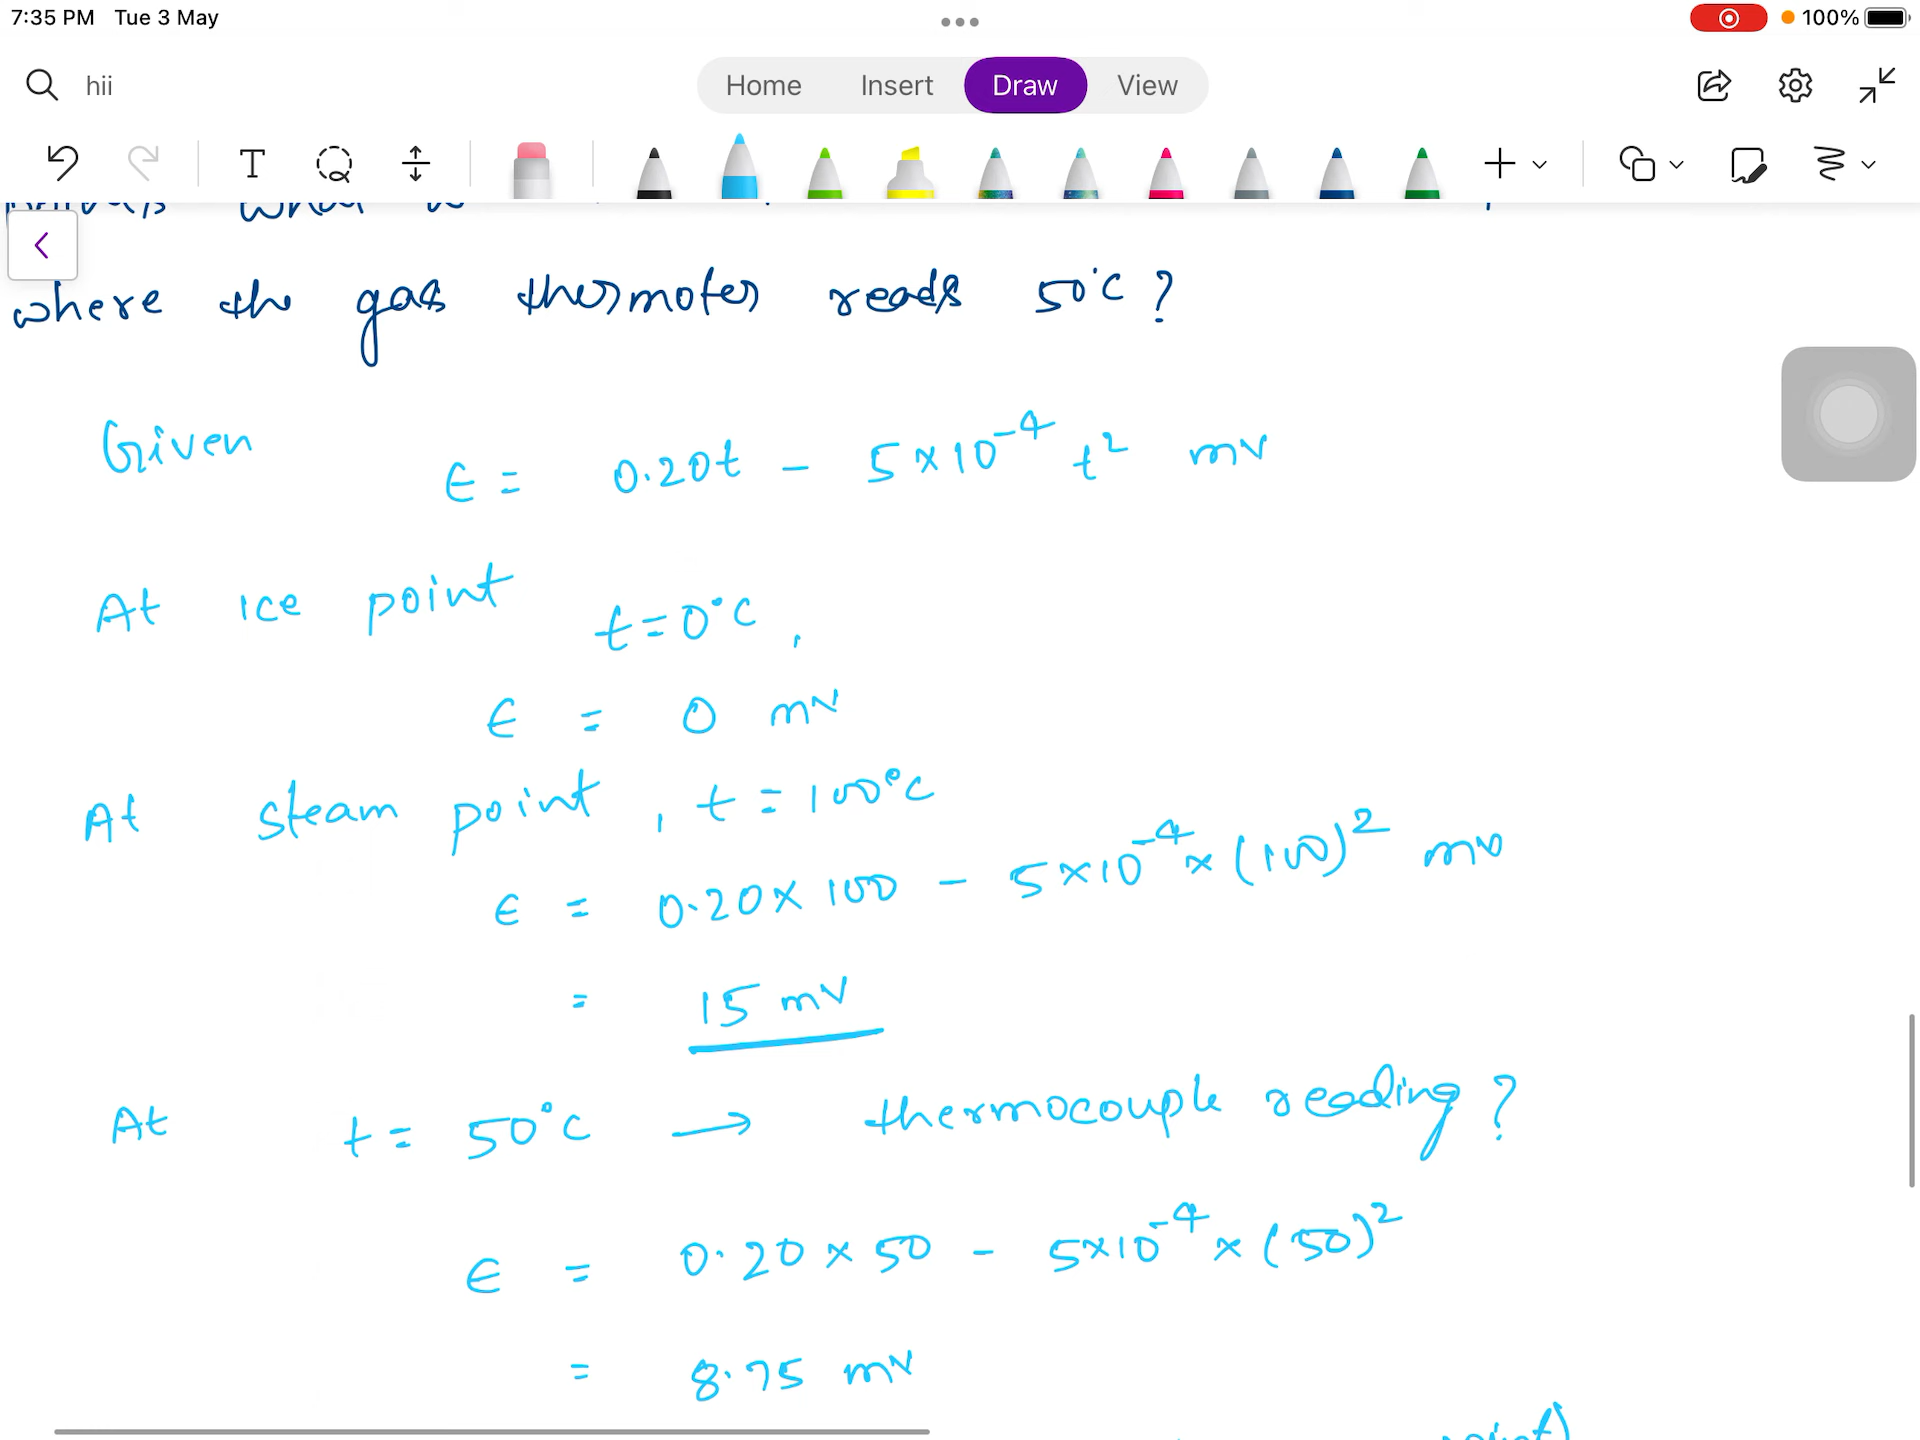 7:35 PM Tue 3 May
100%
hii
Home Insert Draw View
T
where the gas thermoter reads 50°C ?
Given
E = 0.20t - 5×10⁻⁴ t² mv
At ice point t=0°C ,
E = 0 mv
At steam point , t = 100°C
E = 0.20 × 100 - 5×10⁻⁴ × (100)² mv
= 15 mv
At t = 50°C → thermocouple reading ?
E = 0.20 × 50 - 5×10⁻⁴ × (50)²
= 8.75 mv